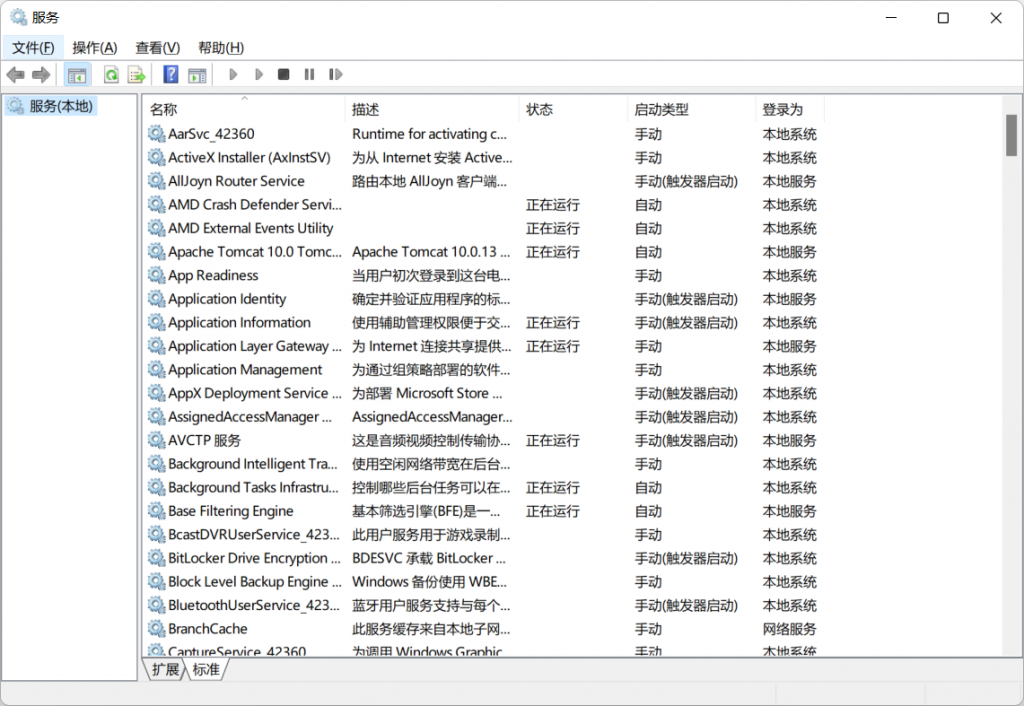 服务
文件(F) 操作(A) 查看(V) 帮助(H)
服务(本地)
名称 描述 状态 启动类型 登录为
AarSvc_42360 Runtime for activating c... 手动 本地系统
ActiveX Installer (AxInstSV) 为从 Internet 安装 Active... 手动 本地系统
AllJoyn Router Service 路由本地 AllJoyn 客户端... 手动(触发器启动) 本地服务
AMD Crash Defender Servi... 正在运行 自动 本地系统
AMD External Events Utility 正在运行 自动 本地系统
Apache Tomcat 10.0 Tomc... Apache Tomcat 10.0.13 ... 正在运行 自动 本地服务
App Readiness 当用户初次登录到这台电... 手动 本地系统
Application Identity 确定并验证应用程序的标... 手动(触发器启动) 本地服务
Application Information 使用辅助管理权限便于交... 正在运行 手动(触发器启动) 本地系统
Application Layer Gateway ... 为 Internet 连接共享提供... 正在运行 手动 本地服务
Application Management 为通过组策略部署的软件... 手动 本地系统
AppX Deployment Service ... 为部署 Microsoft Store ... 手动(触发器启动) 本地系统
AssignedAccessManager ... AssignedAccessManager... 手动(触发器启动) 本地系统
AVCTP 服务 这是音频视频控制传输协... 正在运行 手动(触发器启动) 本地服务
Background Intelligent Tra... 使用空闲网络带宽在后台... 手动 本地系统
Background Tasks Infrastru... 控制哪些后台任务可以在... 正在运行 自动 本地系统
Base Filtering Engine 基本筛选引擎(BFE)是一... 正在运行 自动 本地服务
BcastDVRUserService_423... 此用户服务用于游戏录制... 手动 本地系统
BitLocker Drive Encryption ... BDESVC 承载 BitLocker ... 手动(触发器启动) 本地系统
Block Level Backup Engine ... Windows 备份使用 WBE... 手动 本地系统
BluetoothUserService_423... 蓝牙用户服务支持与每个... 手动(触发器启动) 本地系统
BranchCache 此服务缓存来自本地子网... 手动 网络服务
CaptureService_42360 为调用 Windows Graphic 手动 本地系统
扩展 标准